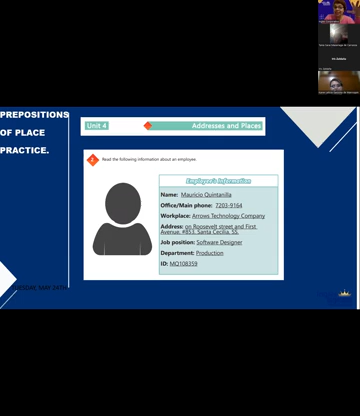 PREPOSITIONS
OF PLACE
PRACTICE.
Unit 4
Addresses and Places
Read the following information about an employee.
Employee's Information
Name: Mauricio Quintanilla
Office/Main phone: 7203-9164
Workplace: Arrows Technology Company
Address: on Roosevelt street and First
Avenue, #853, Santa Cecilia, SS.
Job position: Software Designer
Department: Production
ID: MQ108359